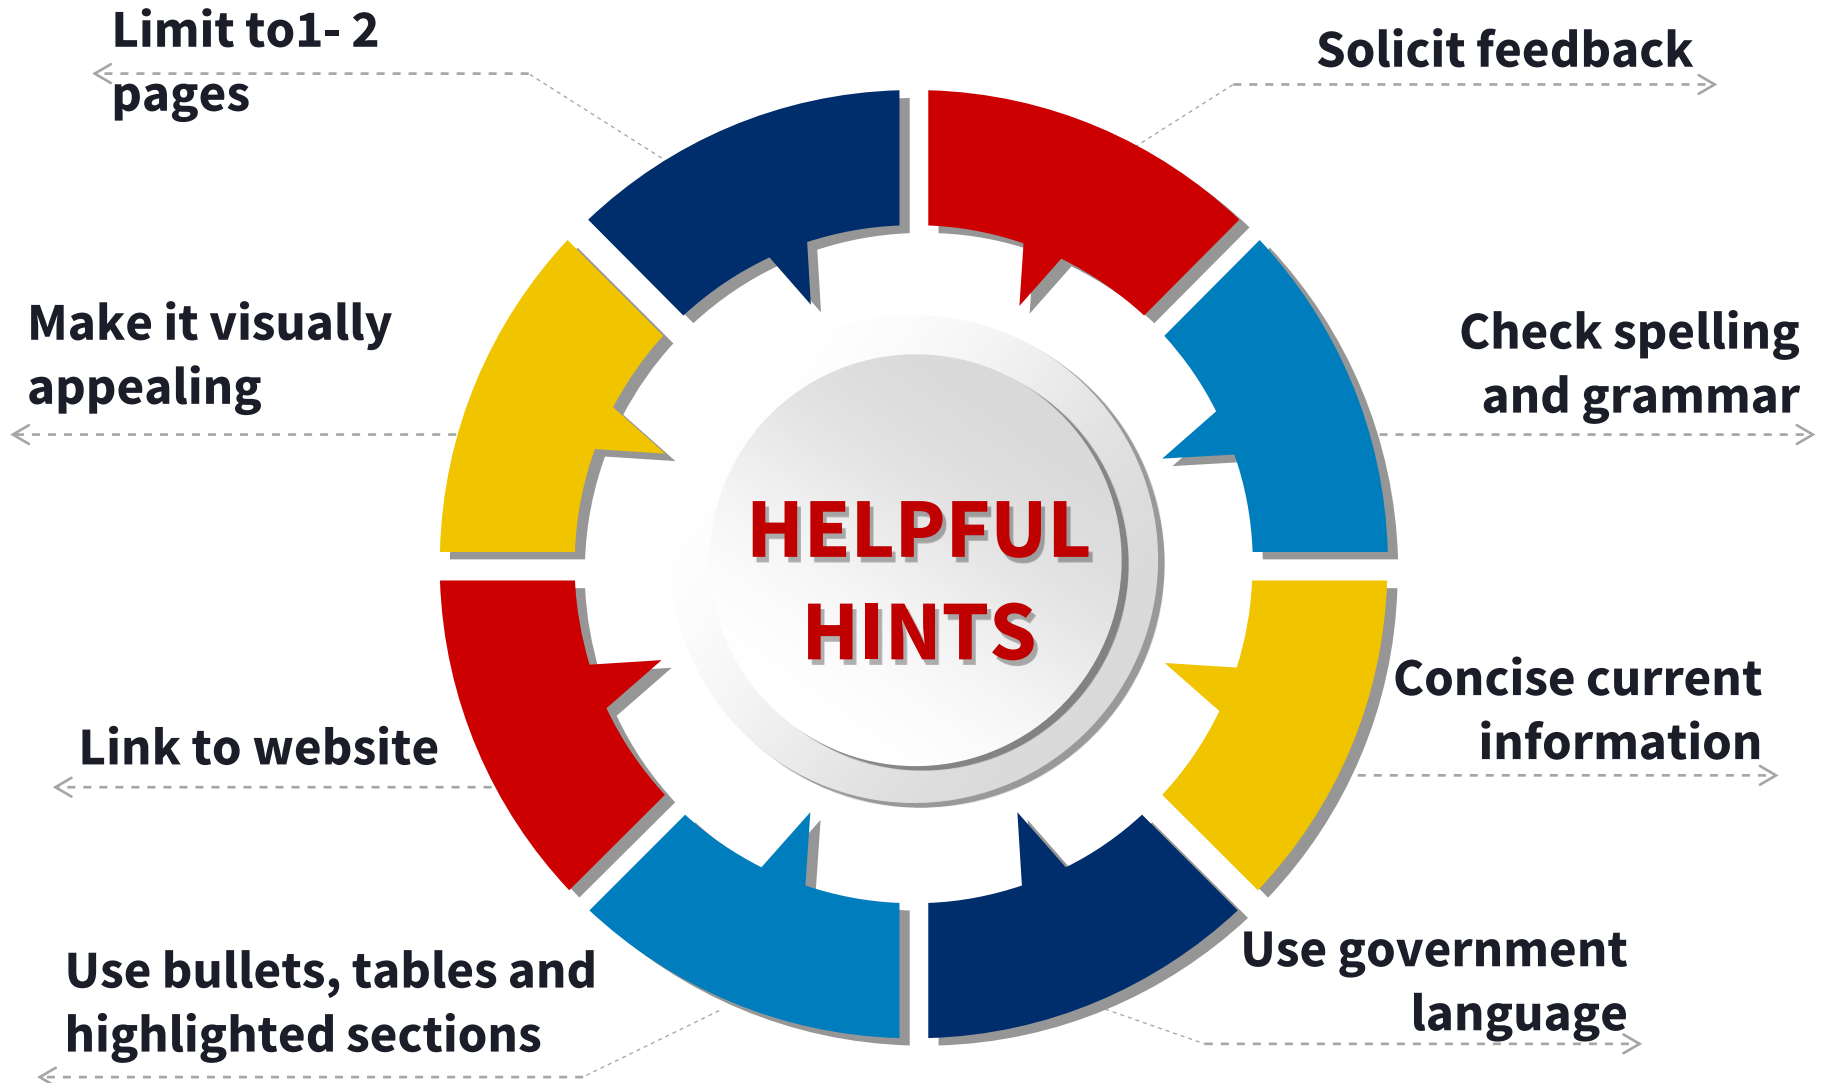 Limit to1- 2
pages
Solicit feedback
Make it visually
appealing
Check spelling
and grammar
HELPFUL
HINTS
Link to website
Concise current
information
Use bullets, tables and
highlighted sections
Use government
language